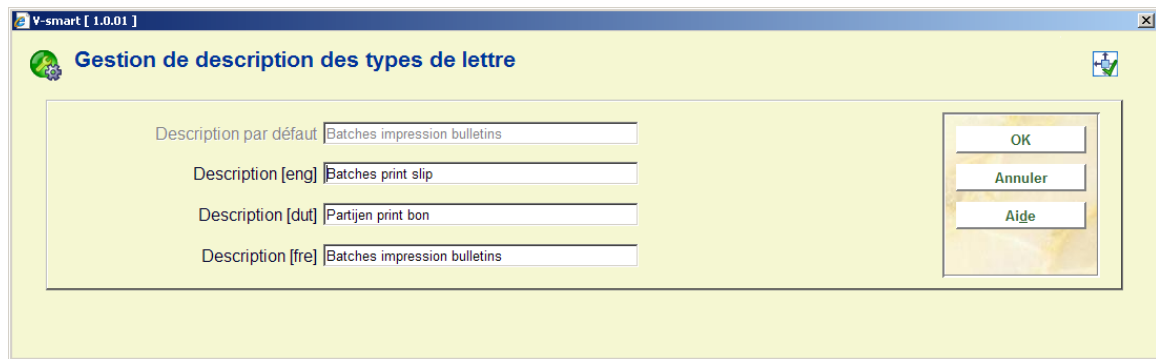 V-smart [ 1.0.01 ]
Gestion de description des types de lettre
Description par défaut Batches impression bulletins
Description [eng] Batches print slip
Description [dut] Partijen print bon
Description [fre] Batches impression bulletins
OK
Annuler
Aide